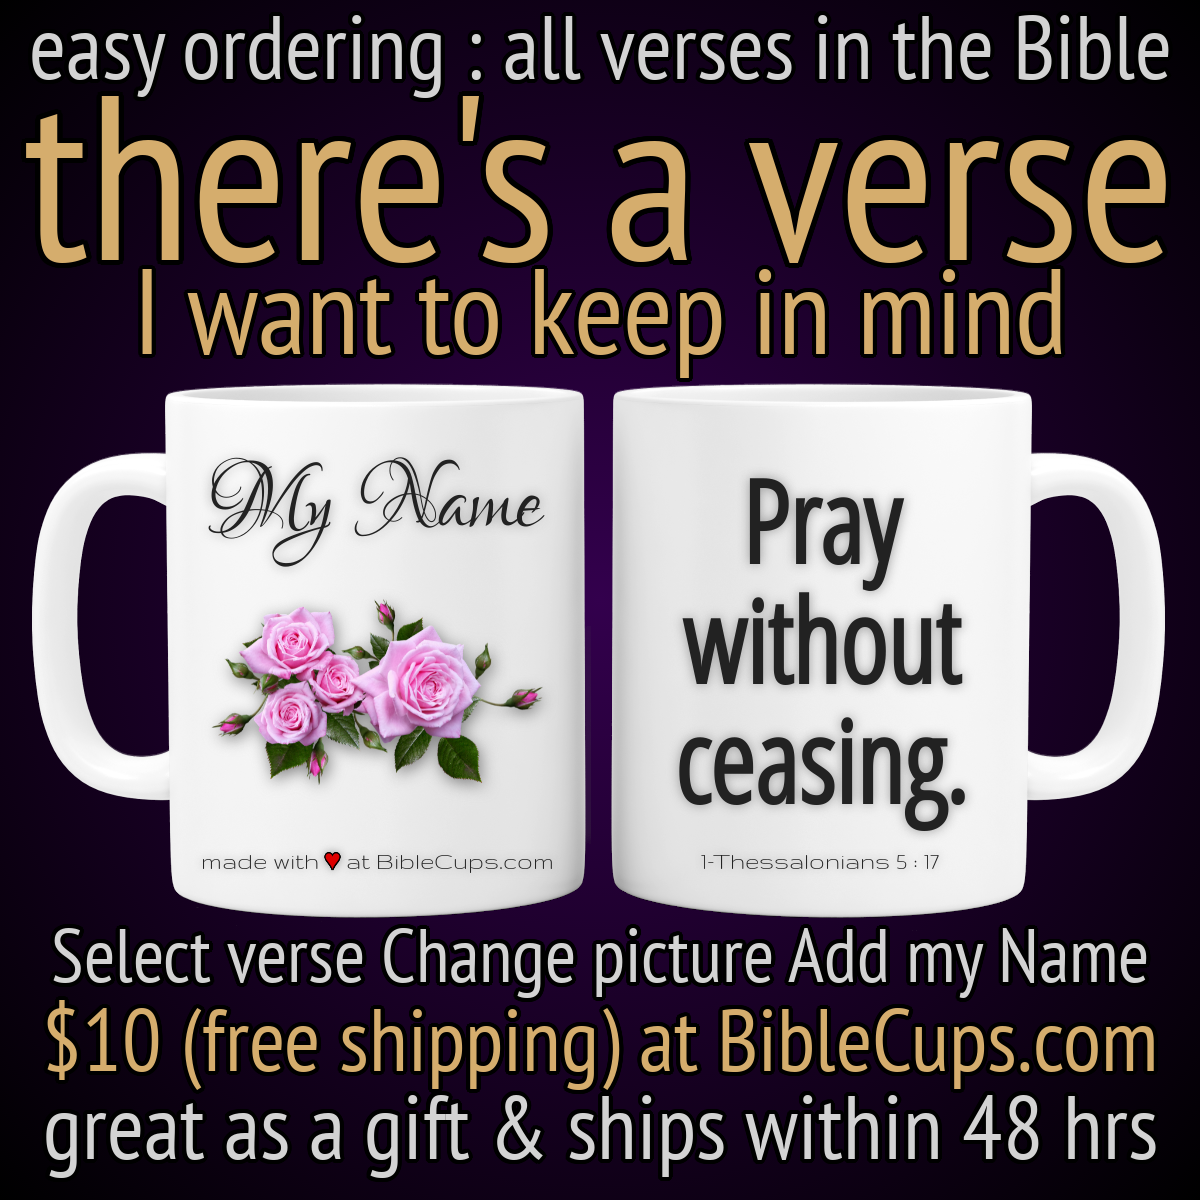 easy ordering : all verses in the Bible
there's a verse
I want to keep in mind
My Name
made with ♥ at BibleCups.com
Pray
without
ceasing.
1-Thessalonians 5 : 17
Select verse Change picture Add my Name
$10 (free shipping) at BibleCups.com
great as a gift & ships within 48 hrs